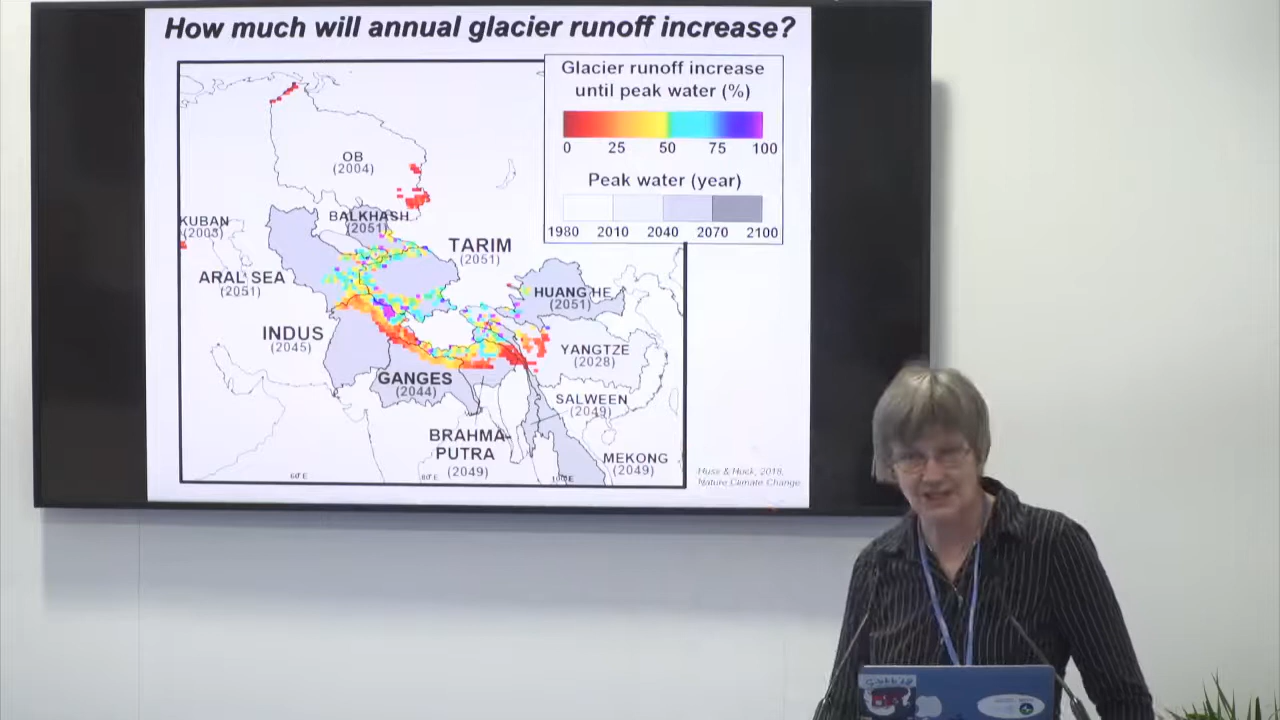 How much will annual glacier runoff increase?
Glacier runoff increase
until peak water (%)
0 25 50 75 100
Peak water (year)
1980 2010 2040 2070 2100
OB
(2004)
KUBAN
(2003)
BALKHASH
(2051)
TARIM
(2051)
ARAL SEA
(2051)
HUANG HE
(2051)
INDUS
(2045)
YANGTZE
(2028)
GANGES
(2044)
SALWEEN
(2049)
BRAHMA-
PUTRA
(2049)
MEKONG
(2049)
60°E 80°E 100°E
Huss & Hock, 2018,
Nature Climate Change